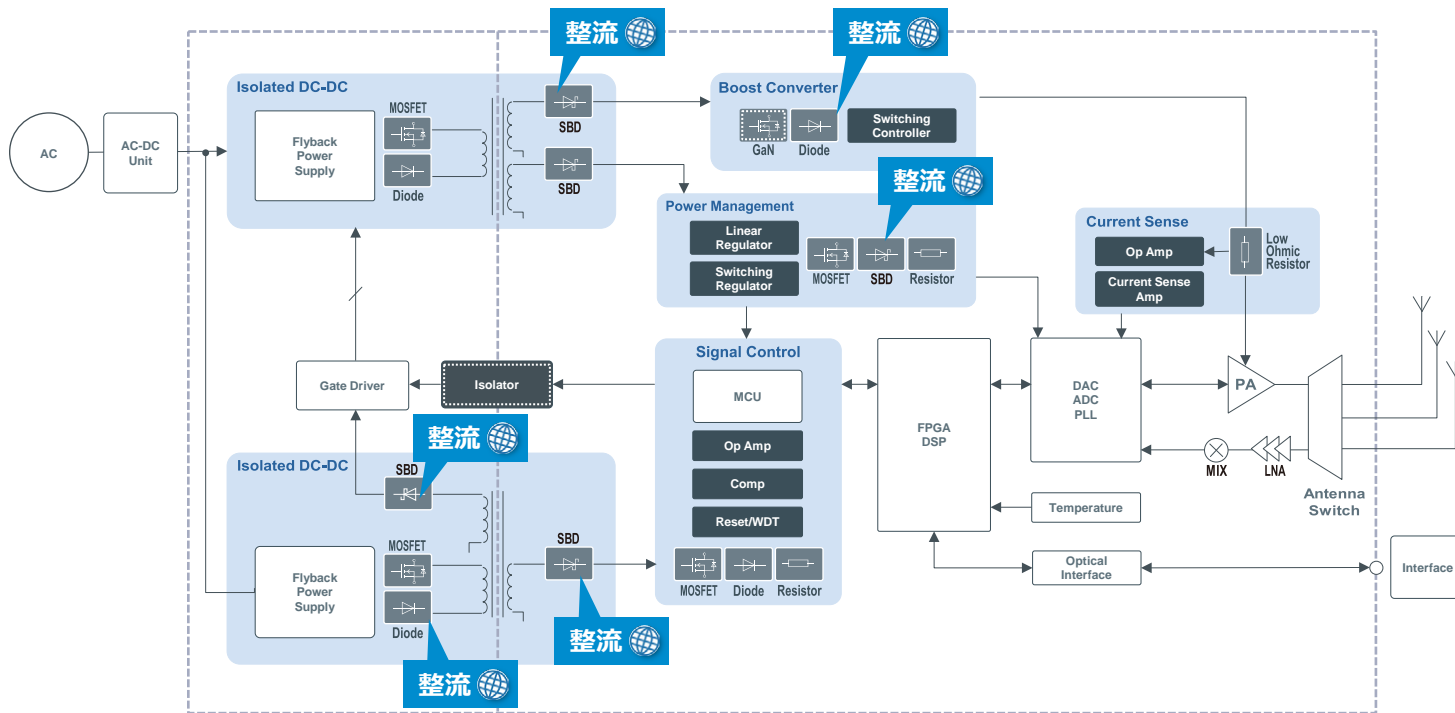 整流
整流
Isolated DC-DC
MOSFET
Flyback
Power
Supply
Diode
SBD
SBD
Boost Converter
GaN
Diode
Switching
Controller
AC
AC-DC
Unit
整流
Power Management
Linear
Regulator
Switching
Regulator
MOSFET
SBD
Resistor
Current Sense
Op Amp
Current Sense
Amp
Low
Ohmic
Resistor
Gate Driver
Isolator
Signal Control
MCU
Op Amp
Comp
Reset/WDT
MOSFET
Diode
Resistor
FPGA
DSP
DAC
ADC
PLL
PA
MIX
LNA
Antenna
Switch
Temperature
Optical
Interface
Interface
整流
Isolated DC-DC
SBD
MOSFET
Flyback
Power
Supply
Diode
SBD
整流
整流